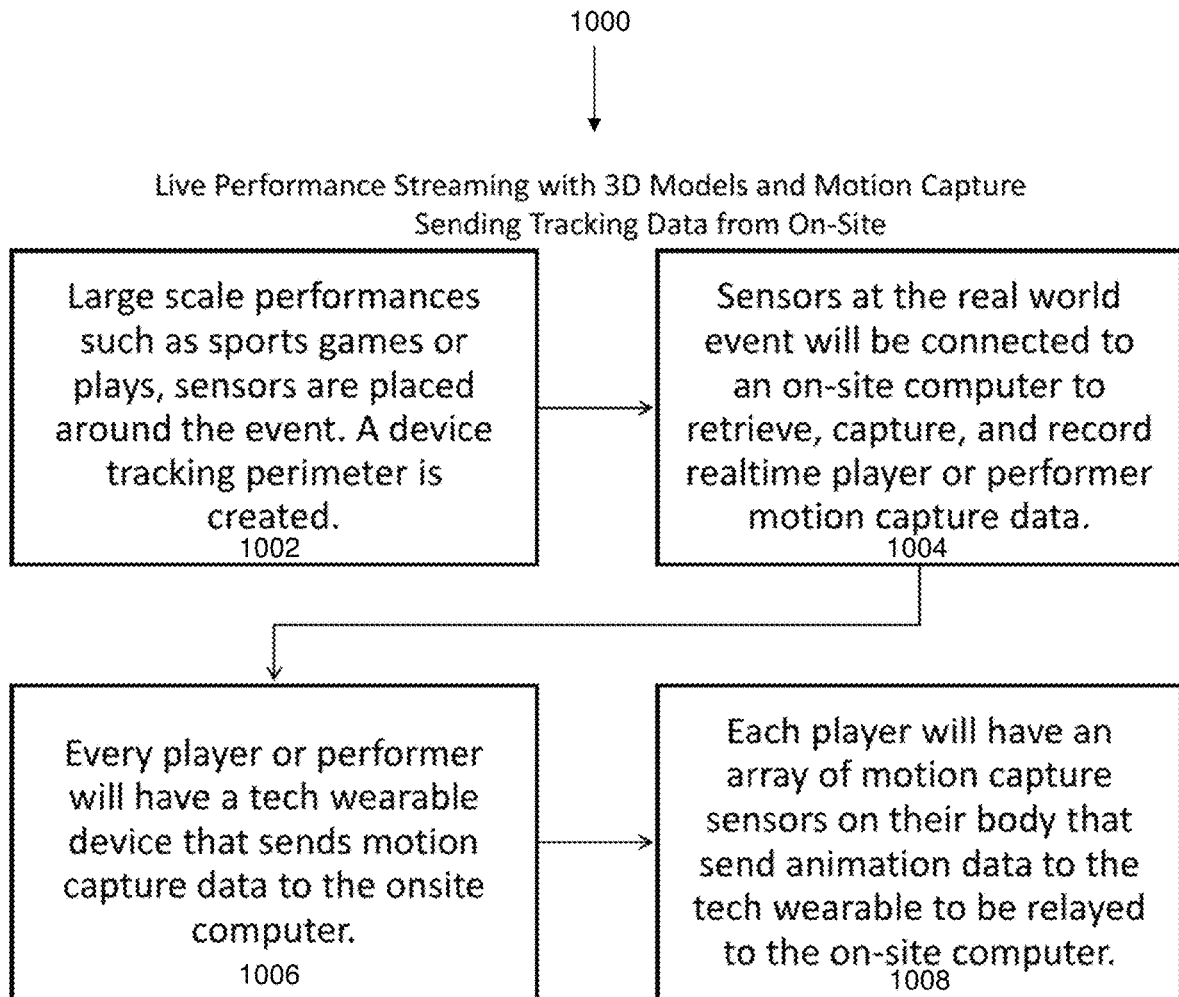 1000
Live Performance Streaming with 3D Models and Motion Capture
Sending Tracking Data from On-Site
Large scale performances
such as sports games or
plays, sensors are placed
around the event. A device
tracking perimeter is
created.
1002
Sensors at the real world
event will be connected to
an on-site computer to
retrieve, capture, and record
realtime player or performer
motion capture data.
1004
Every player or performer
will have a tech wearable
device that sends motion
capture data to the onsite
computer.
1006
Each player will have an
array of motion capture
sensors on their body that
send animation data to the
tech wearable to be relayed
to the on-site computer.
1008